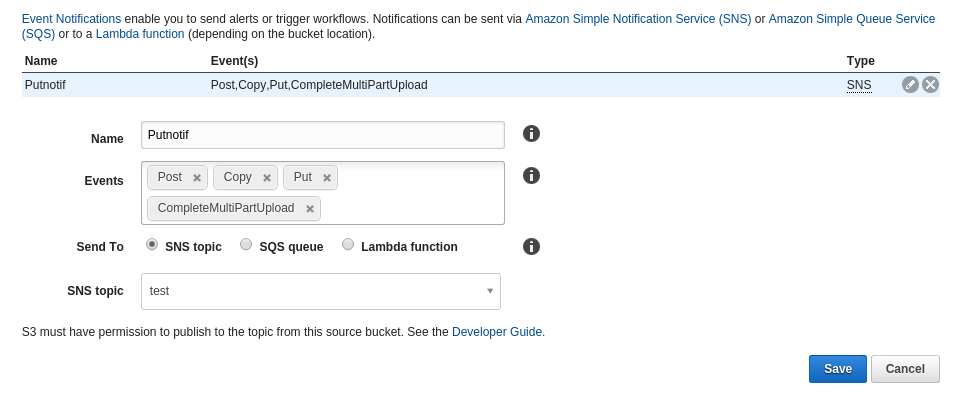 Event Notifications enable you to send alerts or trigger workflows. Notifications can be sent via Amazon Simple Notification Service (SNS) or Amazon Simple Queue Service
(SQS) or to a Lambda function (depending on the bucket location).
Name Event(s) Type
Putnotif Post,Copy,Put,CompleteMultiPartUpload SNS
Name Putnotif
Events Post Copy Put
CompleteMultiPartUpload
Send To SNS topic SQS queue Lambda function
SNS topic test
S3 must have permission to publish to the topic from this source bucket. See the Developer Guide.
Save Cancel